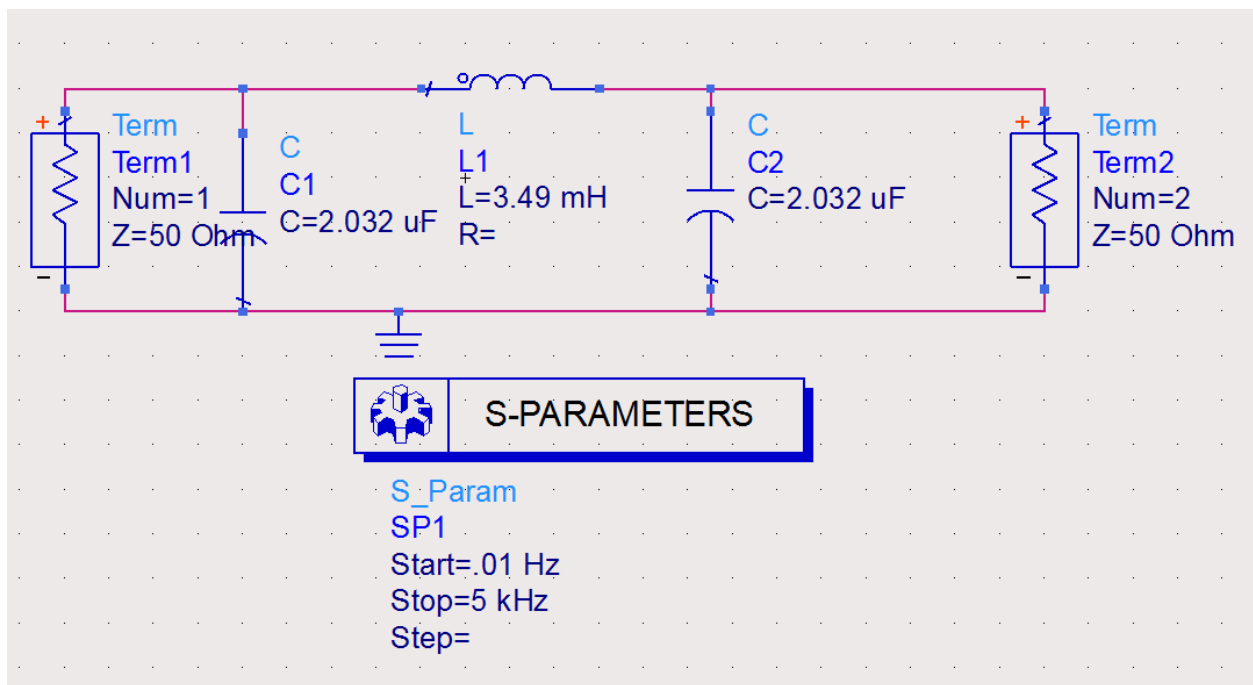 +
Term
Term1
Num=1
Z=50 Ohm
-
C
C1
C=2.032 uF
L
L1
L=3.49 mH
R=
C
C2
C=2.032 uF
+
Term
Term2
Num=2
Z=50 Ohm
-
S-PARAMETERS
S_Param
SP1
Start=.01 Hz
Stop=5 kHz
Step=